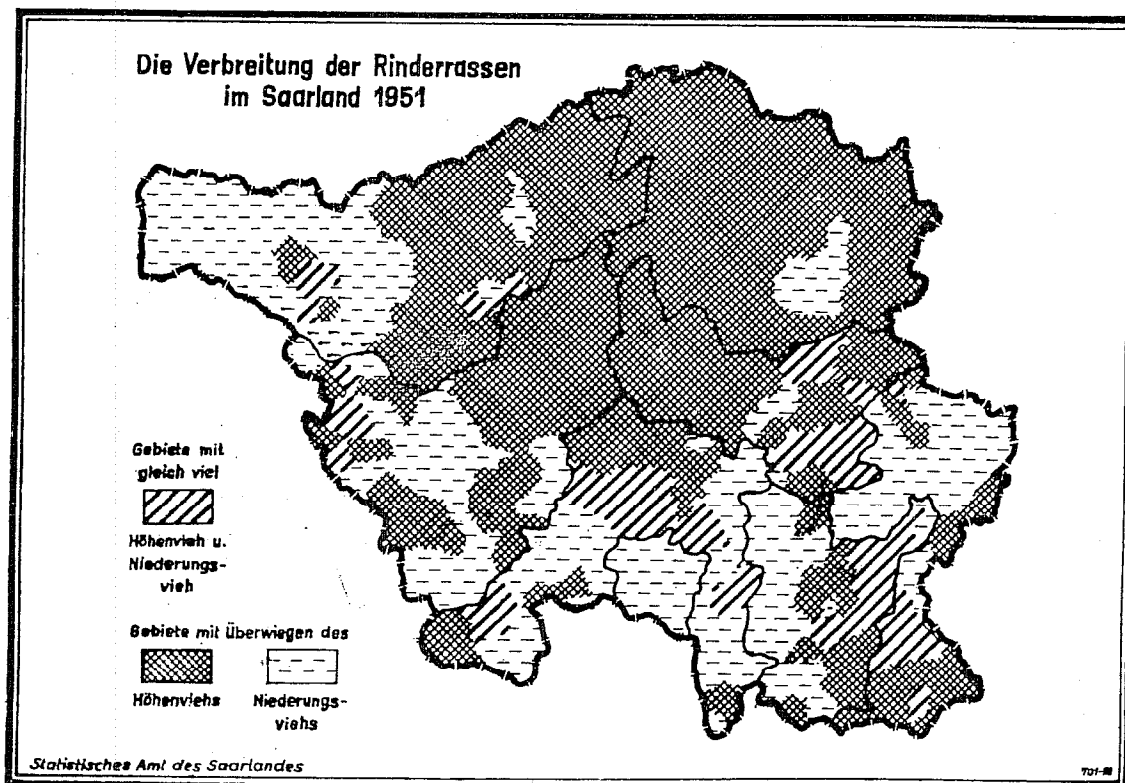 Die Verbreitung der Rinderrassen
im Saarland 1951
Gebiete mit
gleich viel
Höhenvieh u.
Niederungs-
vieh
Gebiete mit Überwiegen des
Höhenviehs
Niederungs-
viehs
Statistisches Amt des Saarlandes